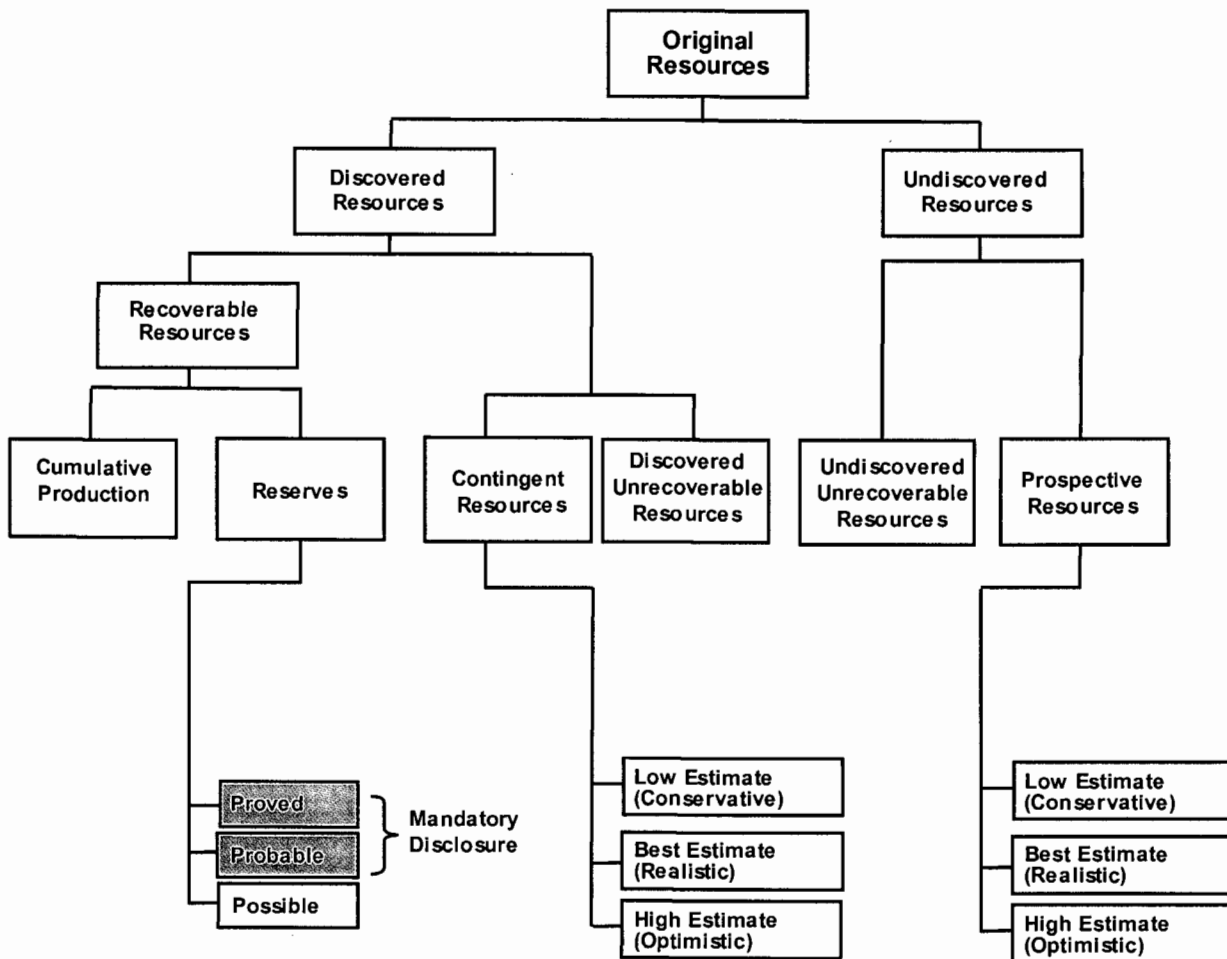 Original
Resources
Discovered
Resources
Undiscovered
Resources
Recoverable
Resources
Cumulative
Production
Reserves
Contingent
Resources
Discovered
Unrecoverable
Resources
Undiscovered
Unrecoverable
Resources
Prospective
Resources
Proved
Probable
Possible
Mandatory
Disclosure
Low Estimate
(Conservative)
Best Estimate
(Realistic)
High Estimate
(Optimistic)
Low Estimate
(Conservative)
Best Estimate
(Realistic)
High Estimate
(Optimistic)